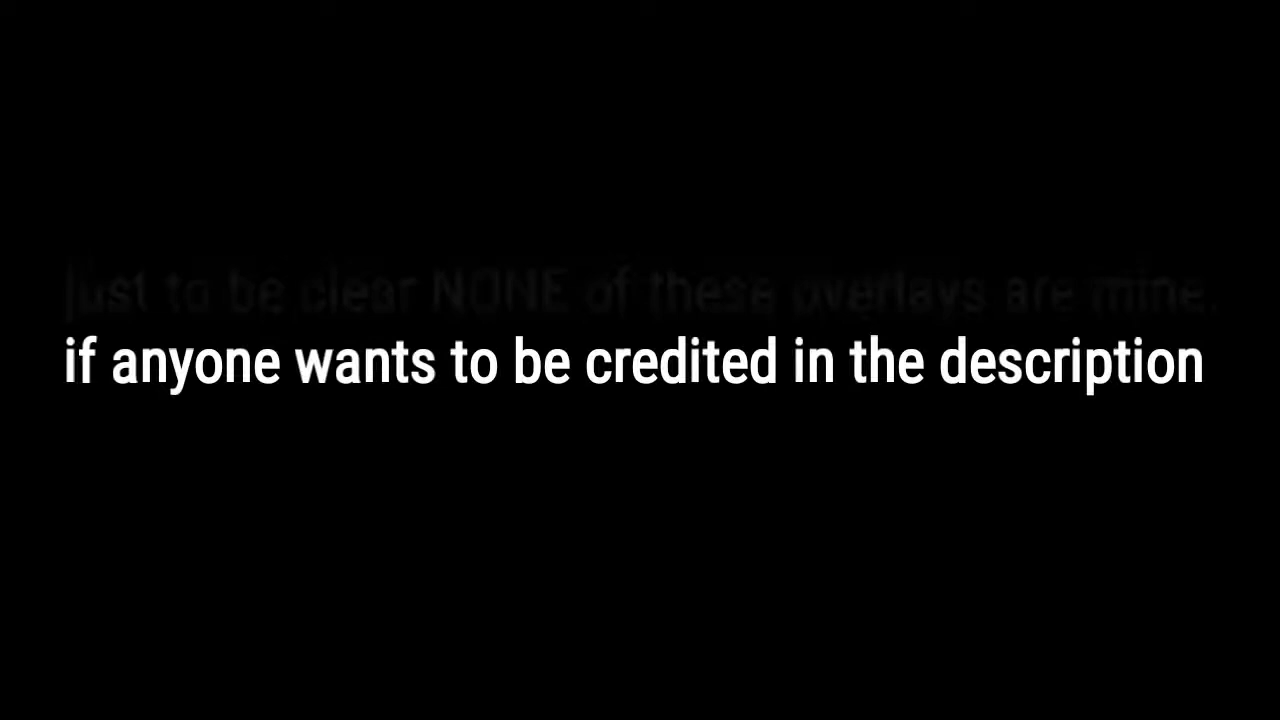 just to be clear NONE of these overlays are mine.
if anyone wants to be credited in the description